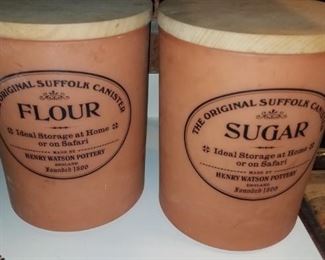 ORIGINAL SUFFOLK CANISTER
FLOUR
Ideal Storage at Home
or on Safari
MADE BY
HENRY WATSON POTTERY
ENGLAND
Founded 1800
THE ORIGINAL SUFFOLK CANISTER
SUGAR
Ideal Storage at Home
or on Safari
MADE BY
HENRY WATSON POTTERY
ENGLAND
Founded 1800